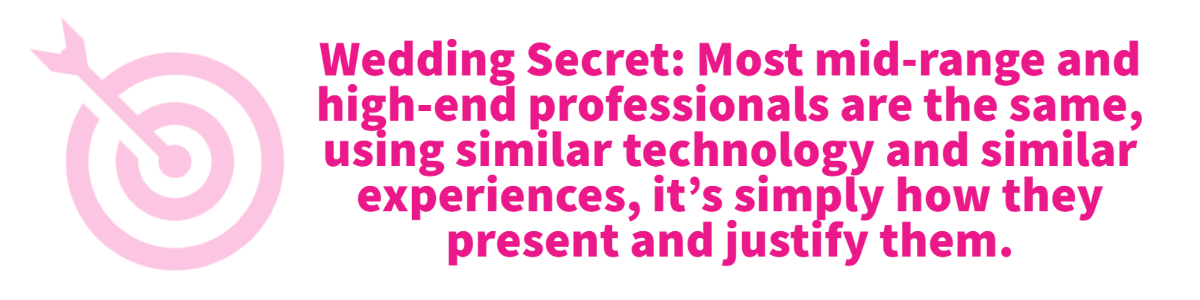 Wedding Secret: Most mid-range and
high-end professionals are the same,
using similar technology and similar
experiences, it’s simply how they
present and justify them.